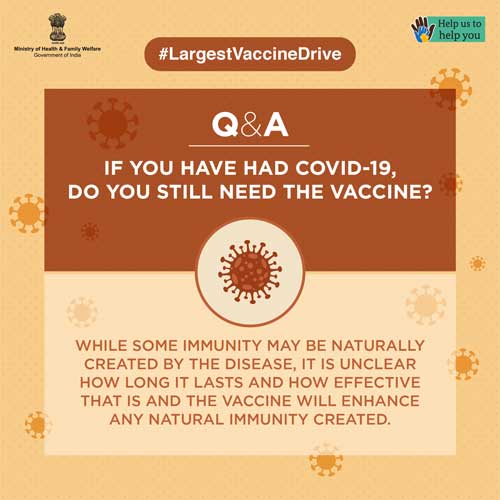 Ministry of Health & Family Welfare
Government of India
Help us to
help you
#LargestVaccineDrive
Q&A
IF YOU HAVE HAD COVID-19,
DO YOU STILL NEED THE VACCINE?
WHILE SOME IMMUNITY MAY BE NATURALLY
CREATED BY THE DISEASE, IT IS UNCLEAR
HOW LONG IT LASTS AND HOW EFFECTIVE
THAT IS AND THE VACCINE WILL ENHANCE
ANY NATURAL IMMUNITY CREATED.